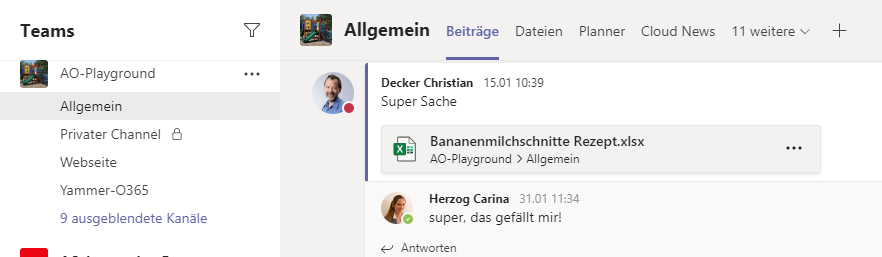 Teams
AO-Playground
Allgemein
Privater Channel
Webseite
Yammer-O365
9 ausgeblendete Kanäle
Allgemein Beiträge Dateien Planner Cloud News 11 weitere
Decker Christian 15.01 10:39
Super Sache
Bananenmilchschnitte Rezept.xlsx
AO-Playground > Allgemein
Herzog Carina 31.01 11:34
super, das gefällt mir!
Antworten